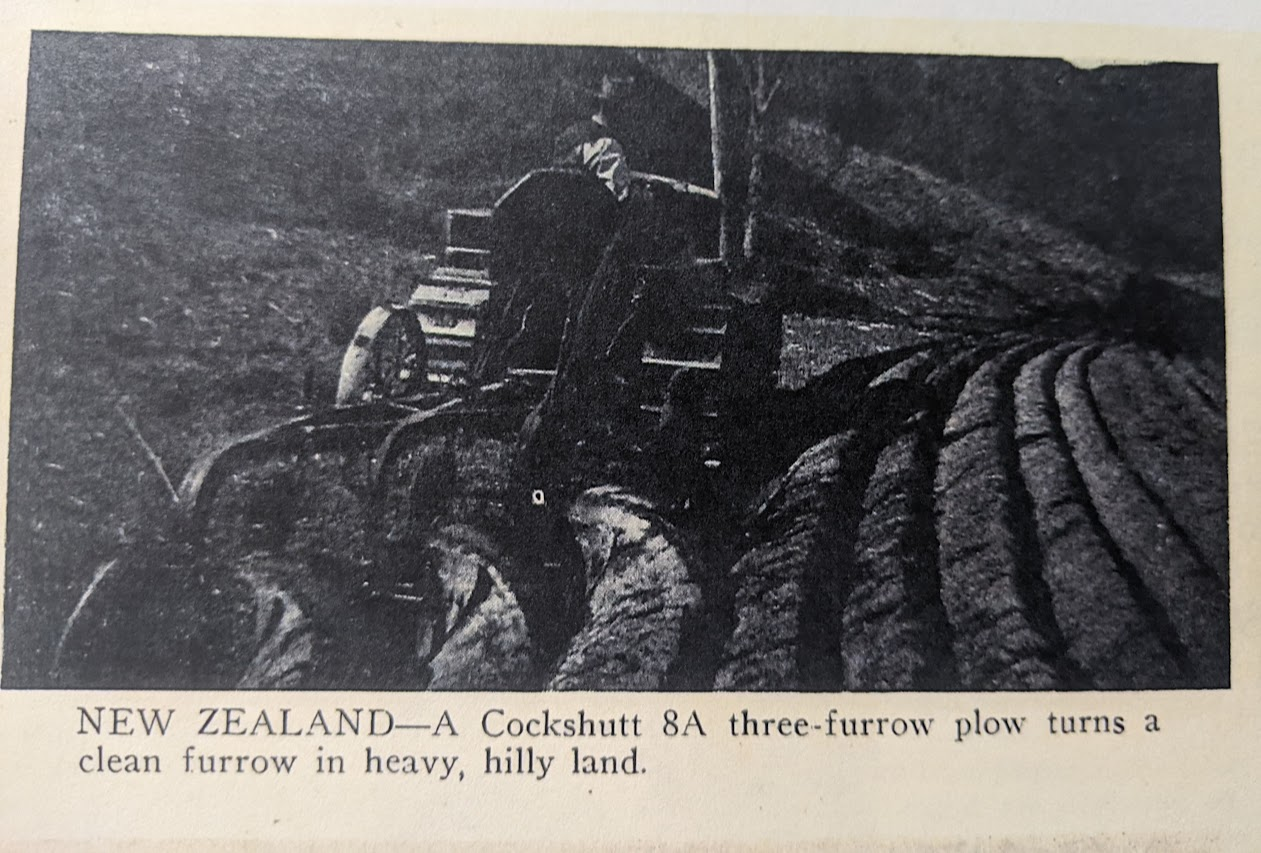 NEW ZEALAND—A Cockshutt 8A three-furrow plow turns a
clean furrow in heavy, hilly land.